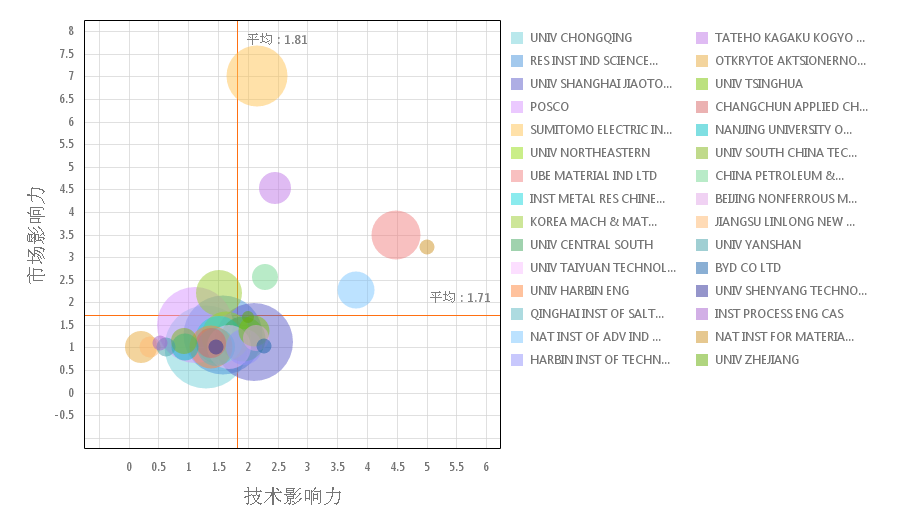 8
7.5
7
6.5
6
5.5
5
4.5
4
3.5
3
2.5
2
1.5
1
0.5
0
-0.5
市场影响力
平均 : 1.81
平均 : 1.71
0 0.5 1 1.5 2 2.5 3 3.5 4 4.5 5 5.5 6
技术影响力
UNIV CHONGQING
RES INST IND SCIENCE...
UNIV SHANGHAI JIAOTO...
POSCO
SUMITOMO ELECTRIC IN...
UNIV NORTHEASTERN
UBE MATERIAL IND LTD
INST METAL RES CHINE...
KOREA MACH & MAT...
UNIV CENTRAL SOUTH
UNIV TAIYUAN TECHNOL...
UNIV HARBIN ENG
QINGHAI INST OF SALT...
NAT INST OF ADV IND ...
HARBIN INST OF TECHN...
TATEHO KAGAKU KOGYO ...
OTKRYTOE AKTSIONERNO...
UNIV TSINGHUA
CHANGCHUN APPLIED CH...
NANJING UNIVERSITY O...
UNIV SOUTH CHINA TEC...
CHINA PETROLEUM &...
BEIJING NONFERROUS M...
JIANGSU LINLONG NEW ...
UNIV YANSHAN
BYD CO LTD
UNIV SHENYANG TECHNO...
INST PROCESS ENG CAS
NAT INST FOR MATERIA...
UNIV ZHEJIANG